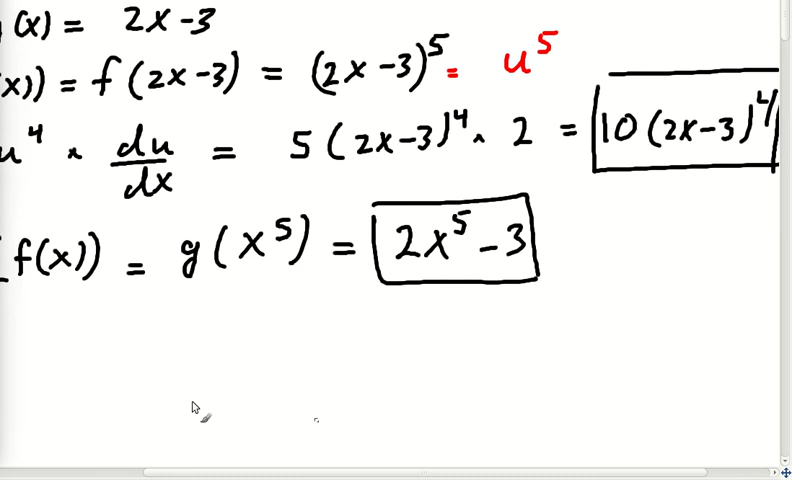 (x) = 2x - 3
(x)) = f(2x - 3) = (2x - 3)^5 = u^5
u^4 × du/dx = 5(2x - 3)^4 × 2 = 10(2x - 3)^4
f(x)) = g(x^5) = 2x^5 - 3